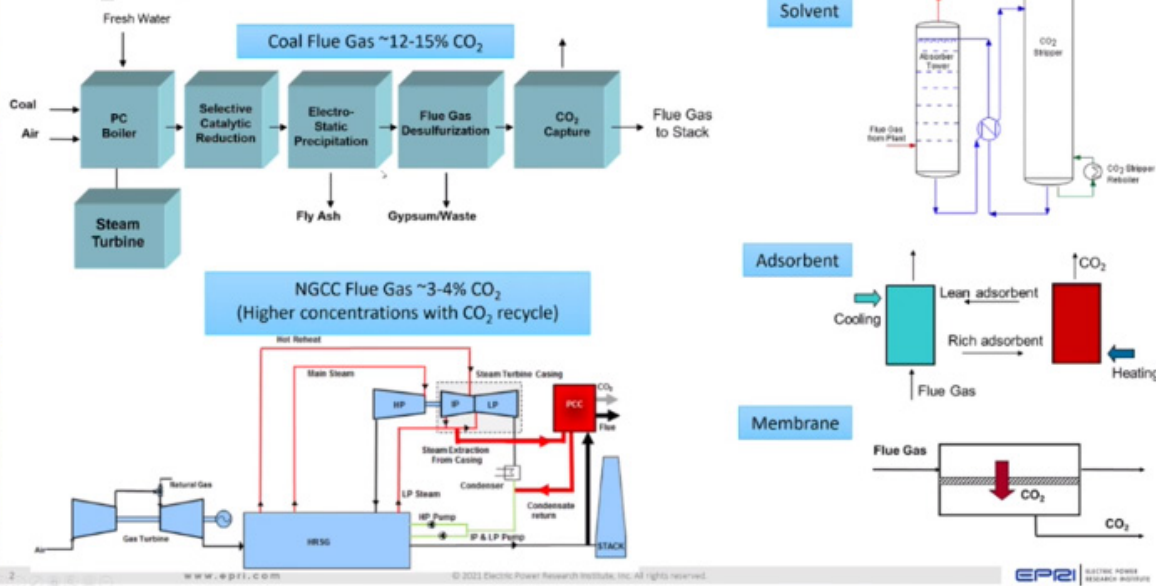 Fresh Water
Coal Flue Gas ~12-15% CO₂
Coal
Air
PC
Boiler
Selective
Catalytic
Reduction
Electro-
Static
Precipitation
Flue Gas
Desulfurization
CO₂
Capture
Flue Gas
to Stack
Steam
Turbine
Fly Ash
Gypsum/Waste
NGCC Flue Gas ~3-4% CO₂
(Higher concentrations with CO₂ recycle)
Hot Reheat
Main Steam
Steam Turbine Casing
HP
IP
LP
PCC
CO₂
Flue
Steam Extraction
From Casing
Condenser
LP Steam
Condensate
return
Natural Gas
Gas Turbine
Air
HRSG
HP Pump
IP & LP Pump
STACK
Solvent
Absorber
Tower
CO₂
Stripper
Flue Gas
from Plant
CO₂ Stripper
Reboiler
Adsorbent
CO₂
Cooling
Lean adsorbent
Rich adsorbent
Heating
Flue Gas
Membrane
Flue Gas
CO₂
CO₂
2
www.epri.com
© 2021 Electric Power Research Institute, Inc. All rights reserved.
EPRI
ELECTRIC POWER
RESEARCH INSTITUTE